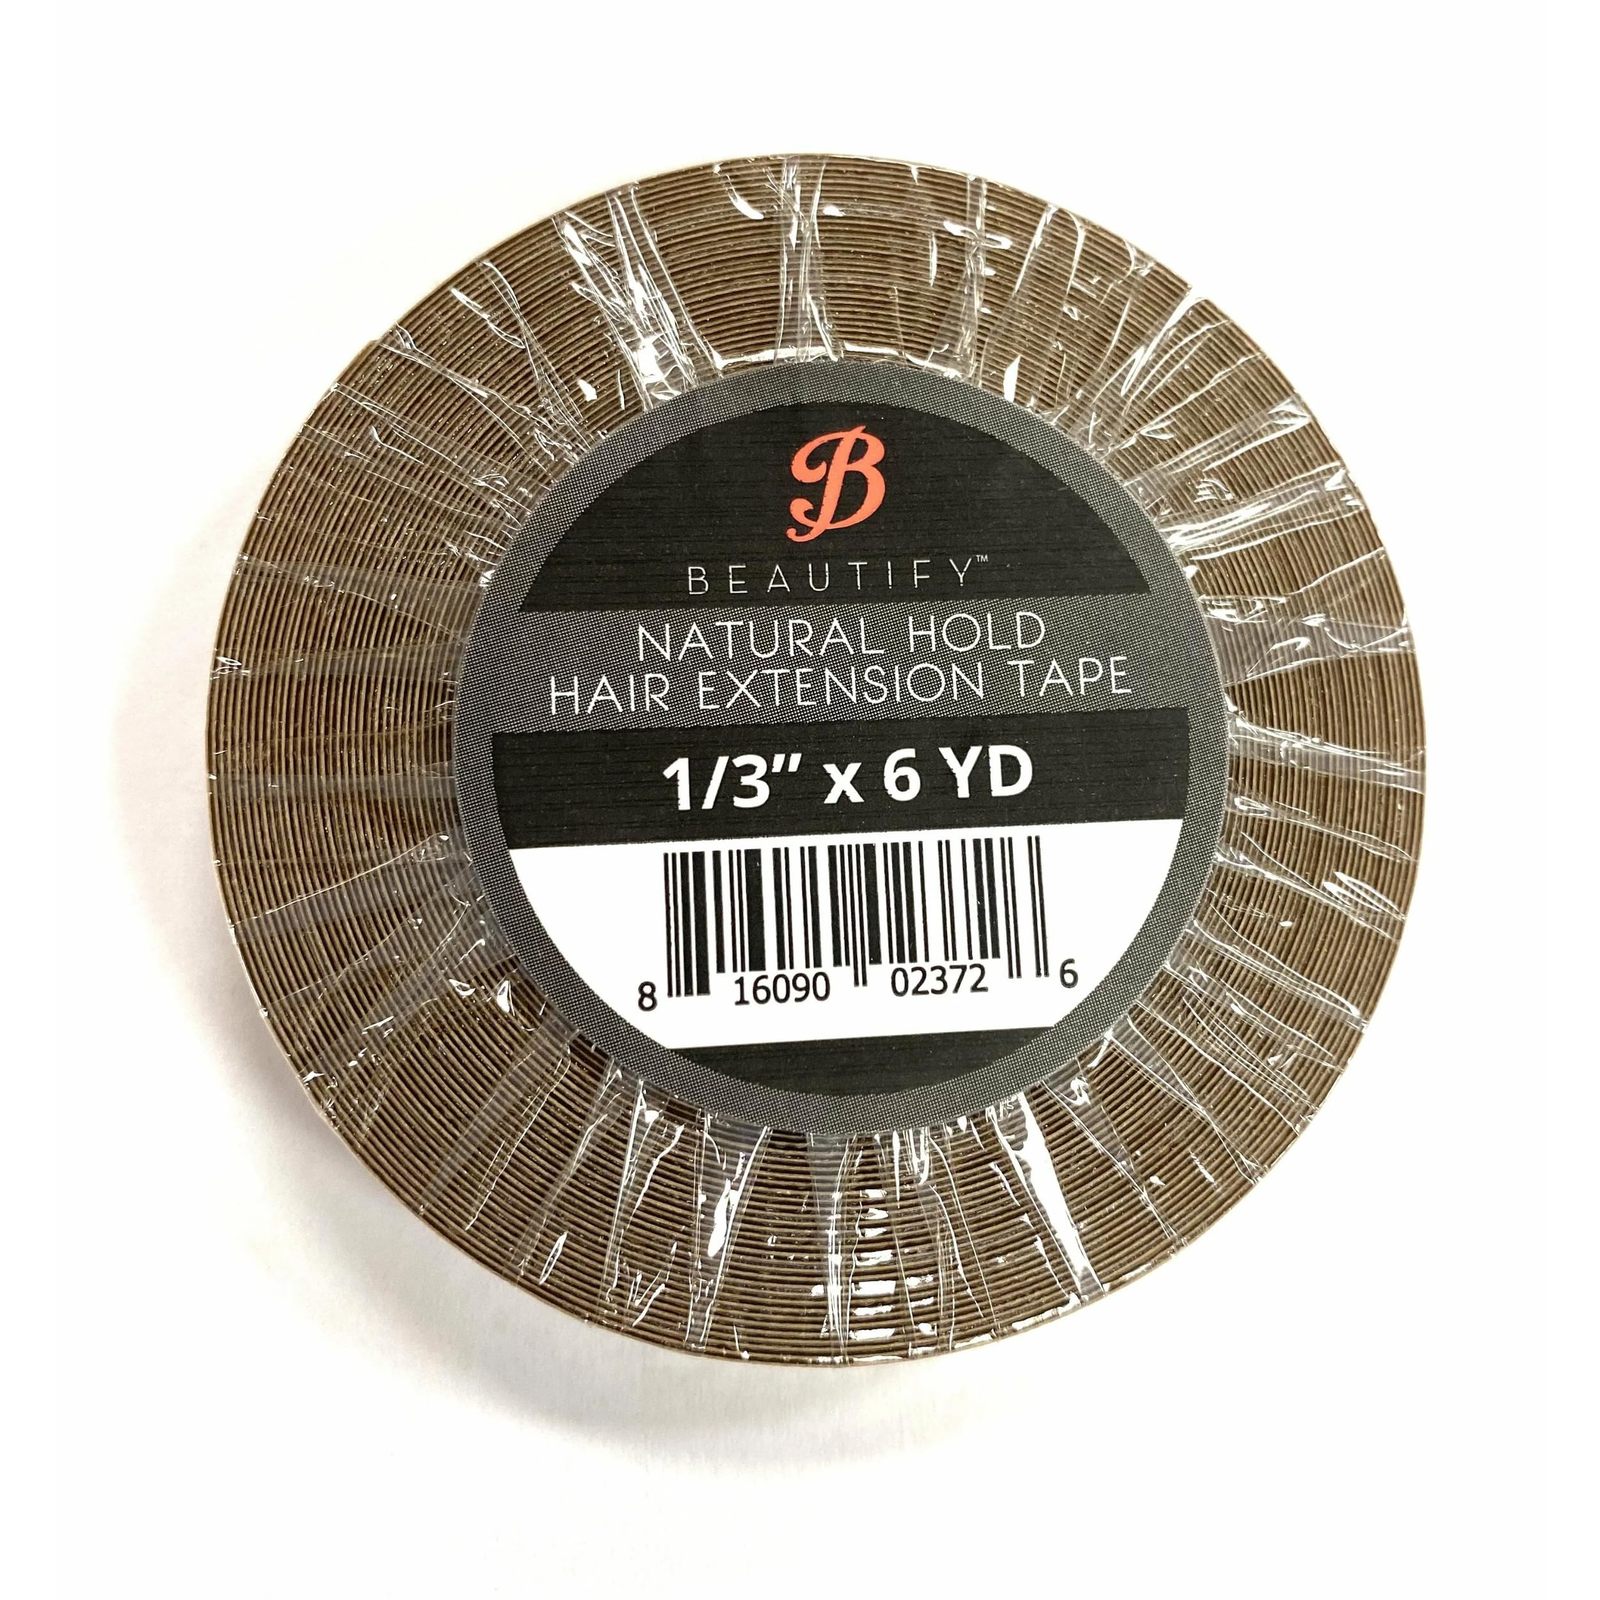 B
BEAUTIFY™
NATURAL HOLD
HAIR EXTENSION TAPE
1/3” x 6 YD
8 16090 02372 6